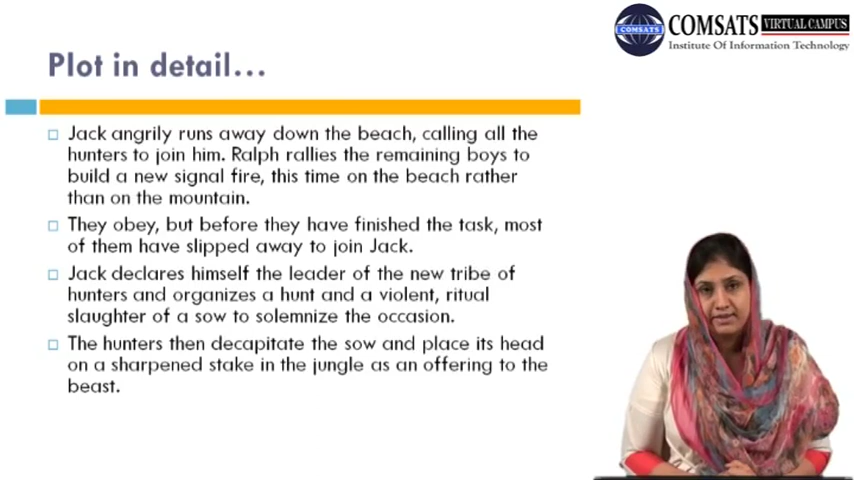 COMSATS VIRTUAL CAMPUS
COMSATS
Institute Of Information Technology
Plot in detail...
Jack angrily runs away down the beach, calling all the
hunters to join him. Ralph rallies the remaining boys to
build a new signal fire, this time on the beach rather
than on the mountain.
They obey, but before they have finished the task, most
of them have slipped away to join Jack.
Jack declares himself the leader of the new tribe of
hunters and organizes a hunt and a violent, ritual
slaughter of a sow to solemnize the occasion.
The hunters then decapitate the sow and place its head
on a sharpened stake in the jungle as an offering to the
beast.